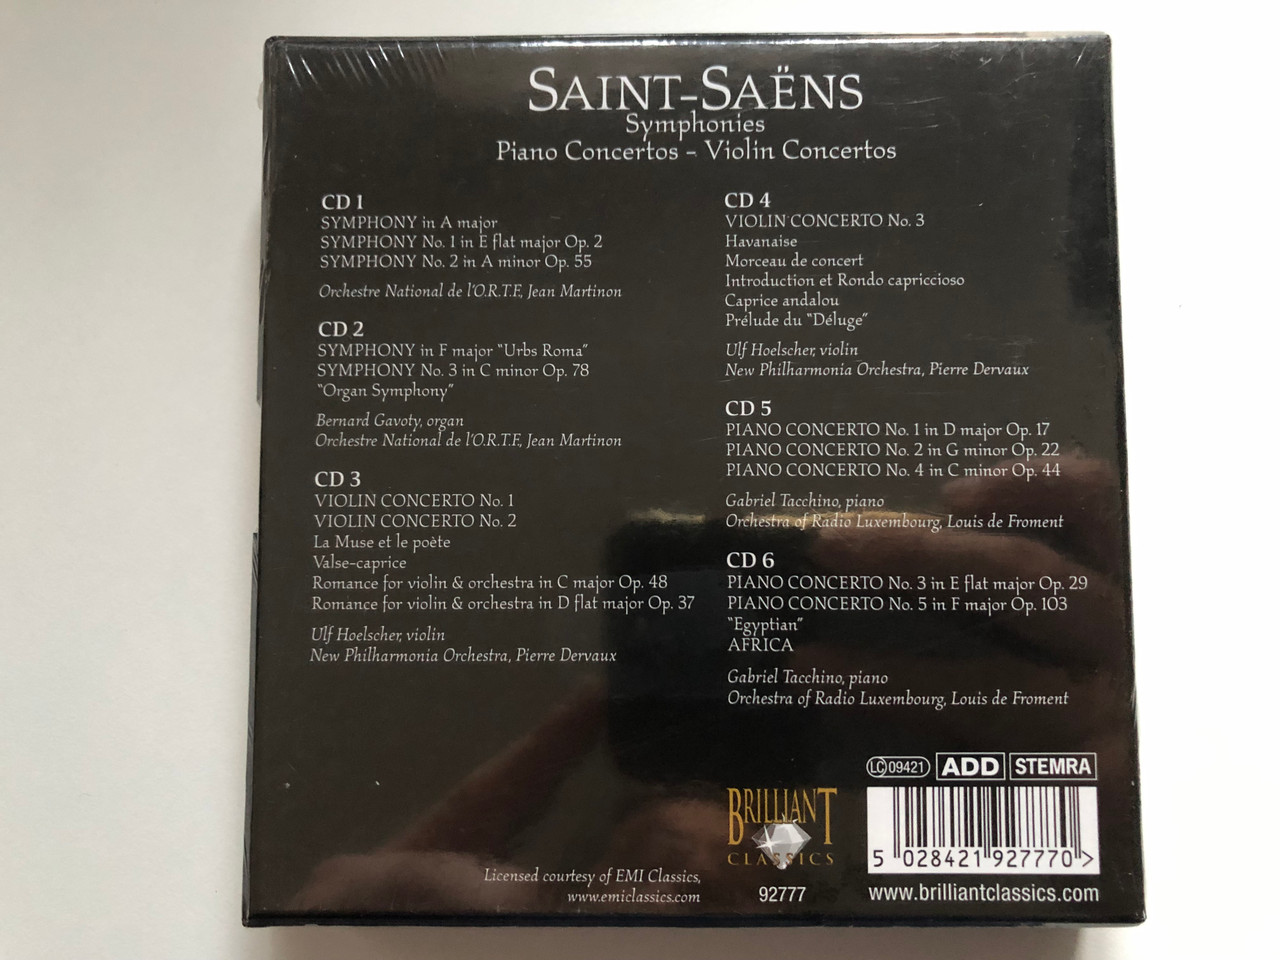 SAINT-SAËNS
Symphonies
Piano Concertos - Violin Concertos
CD 1
SYMPHONY in A major
SYMPHONY No. 1 in E flat major Op. 2
SYMPHONY No. 2 in A minor Op. 55
Orchestre National de l'O.R.T.F., Jean Martinon
CD 2
SYMPHONY in F major "Urbs Roma"
SYMPHONY No. 3 in C minor Op. 78
"Organ Symphony"
Bernard Gavoty, organ
Orchestre National de l'O.R.T.F., Jean Martinon
CD 3
VIOLIN CONCERTO No. 1
VIOLIN CONCERTO No. 2
La Muse et le poète
Valse-caprice
Romance for violin & orchestra in C major Op. 48
Romance for violin & orchestra in D flat major Op. 37
Ulf Hoelscher, violin
New Philharmonia Orchestra, Pierre Dervaux
CD 4
VIOLIN CONCERTO No. 3
Havanaise
Morceau de concert
Introduction et Rondo capriccioso
Caprice andalou
Prélude du "Déluge"
Ulf Hoelscher, violin
New Philharmonia Orchestra, Pierre Dervaux
CD 5
PIANO CONCERTO No. 1 in D major Op. 17
PIANO CONCERTO No. 2 in G minor Op. 22
PIANO CONCERTO No. 4 in C minor Op. 44
Gabriel Tacchino, piano
Orchestra of Radio Luxembourg, Louis de Froment
CD 6
PIANO CONCERTO No. 3 in E flat major Op. 29
PIANO CONCERTO No. 5 in F major Op. 103
"Egyptian"
AFRICA
Gabriel Tacchino, piano
Orchestra of Radio Luxembourg, Louis de Froment
LC 09421 ADD STEMRA
BRILLIANT
CLASSICS
5 028421 927770 >
Licensed courtesy of EMI Classics,
www.emiclassics.com
92777
www.brilliantclassics.com